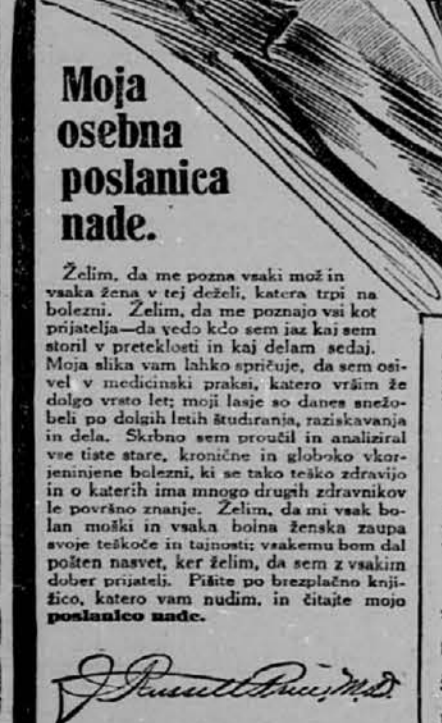 Moja
osebna
poslanica
nade.
Želim, da me pozna vsaki mož in
vsaka žena v tej deželi, katera trpi na
bolezni. Želim, da me poznajo vsi kot
prijatelja—da vedo kdo sem jaz kaj sem
storil v preteklosti in kaj delam sedaj.
Moja slika vam lahko spričuje, da sem osi-
vel v medicinski praksi, katero vršim že
dolgo vrsto let; moji lasje so danes snežo-
beli po dolgih letih študiranja, raziskavanja
in dela. Skrbno sem proučil in analiziral
vse tiste stare, kronične in globoko vkor-
jeninjene bolezni, ki se tako teško zdravijo
in o katerih ima mnogo drugih zdravnikov
le površno znanje. Želim, da mi vsak bo-
lan moški in vsaka bolna ženska zaupa
svoje teškoče in tajnosti; vsakemu bom dal
pošten nasvet, ker želim, da sem z vsakim
dober prijatelj. Pišite po brezplačno knji-
žico, katero vam nudim, in čitajte mojo
poslanico nade.
J. Russell Price, M.D.